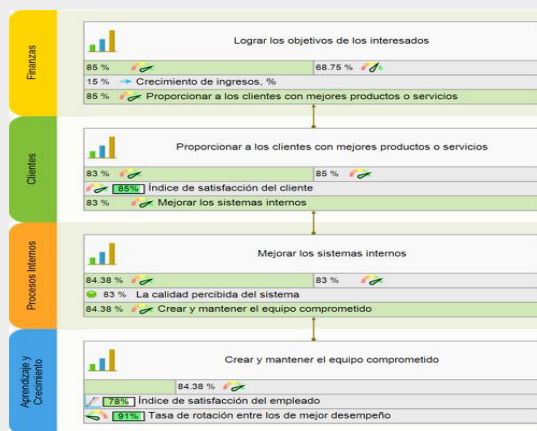 Finanzas
Lograr los objetivos de los interesados
85 % 68.75 %
15 % Crecimiento de ingresos, %
85 % Proporcionar a los clientes con mejores productos o servicios
Clientes
Proporcionar a los clientes con mejores productos o servicios
83 % 85 %
85% Índice de satisfacción del cliente
83 % Mejorar los sistemas internos
Procesos Internos
Mejorar los sistemas internos
84.38 % 83 %
83 % La calidad percibida del sistema
84.38 % Crear y mantener el equipo comprometido
Aprendizaje y
Crecimiento
Crear y mantener el equipo comprometido
84.38 %
78% Índice de satisfacción del empleado
91% Tasa de rotación entre los de mejor desempeño